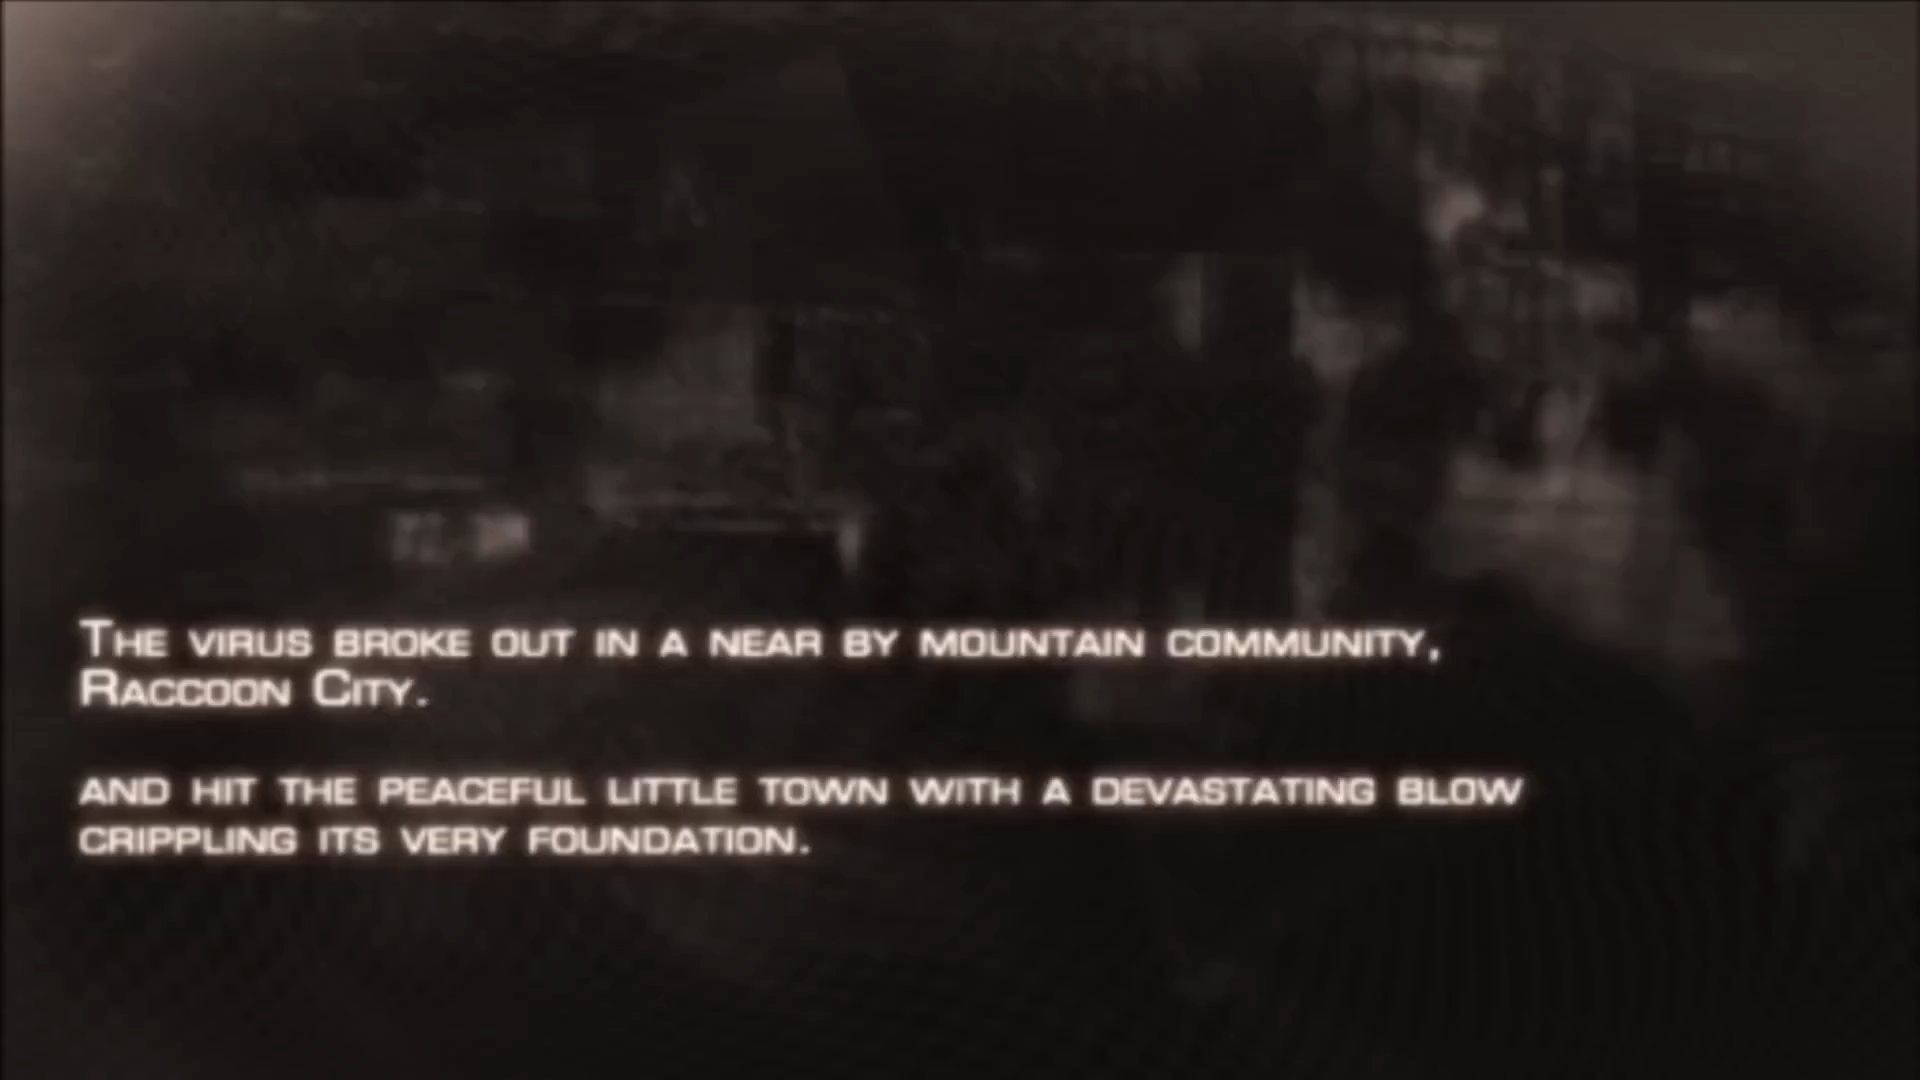 The virus broke out in a near by mountain community,
Raccoon City.
and hit the peaceful little town with a devastating blow
crippling its very foundation.